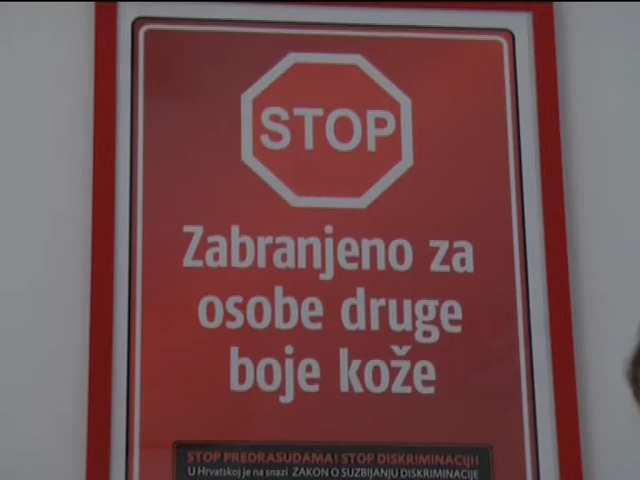 STOP
Zabranjeno za
osobe druge
boje kože
STOP PREDRASUDAMA! STOP DISKRIMINACIJI!
U Hrvatskoj je na snazi ZAKON O SUZBIJANJU DISKRIMINACIJE